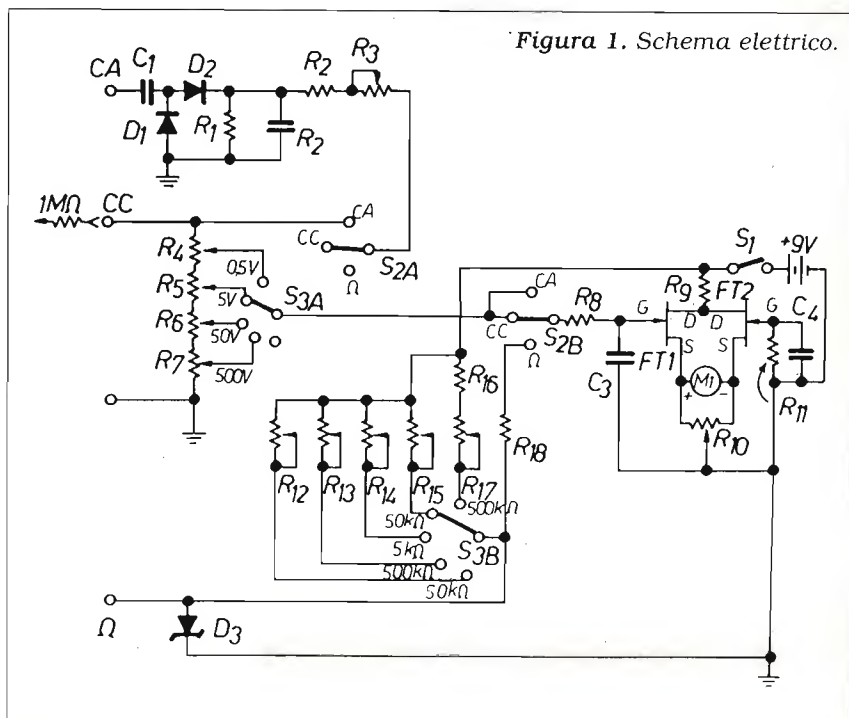 Figura 1. Schema elettrico.
CA C1 D2 R2 R3
D1 R1 R2
1MΩ CC
CA
CC S2A
Ω
R4 0,5V
R5 5V S3A
R6 50V
R7 500V
CA
CC S2B R8
Ω
S1 +9V
R9 FT2
G D D G C4
S S
C3 FT1 + M1 -
R10 R11
R16
R18
R12 R13 R14 R15 R17
500kΩ
50kΩ
5kΩ S3B
500kΩ
50kΩ
Ω D3